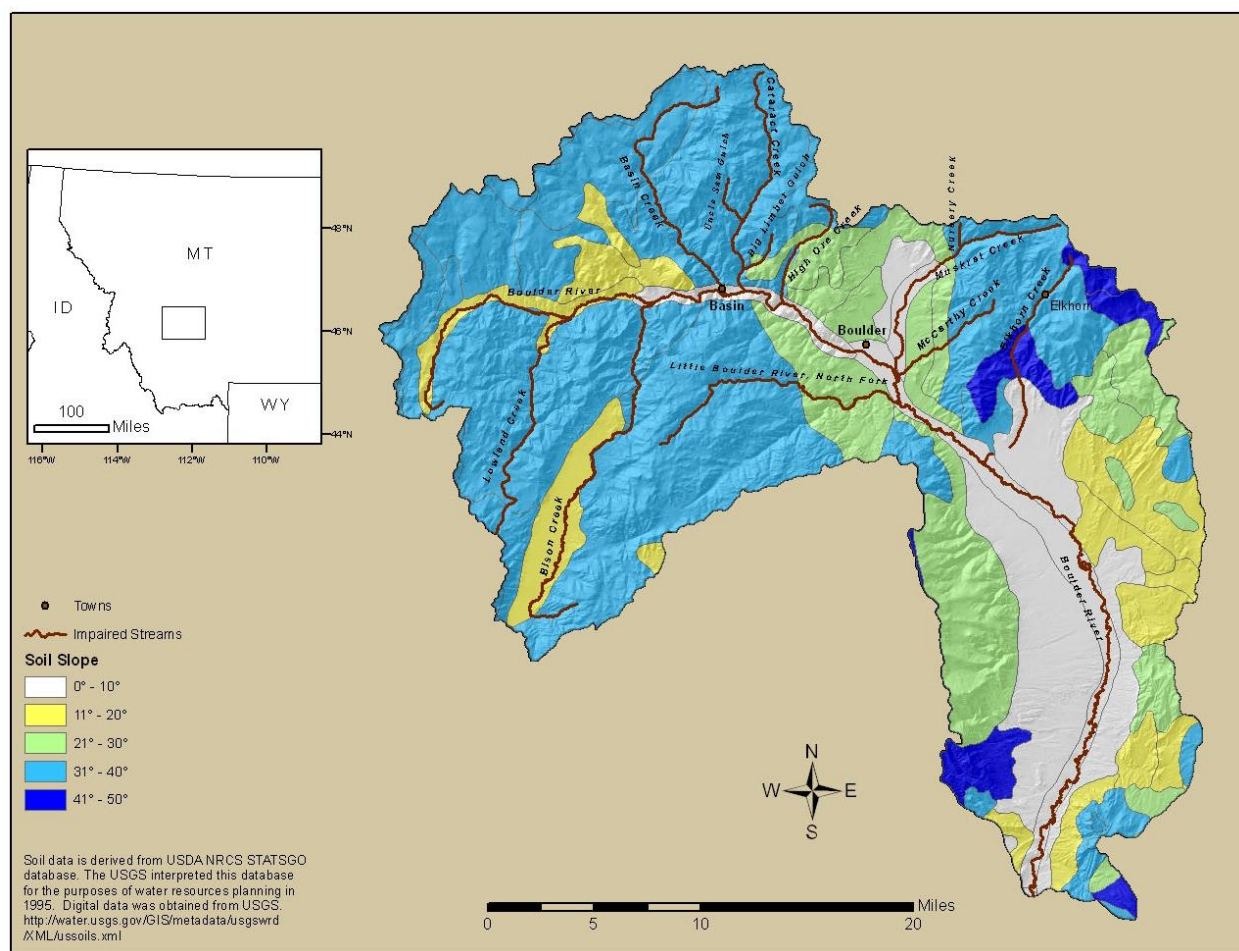 48°N
MT
ID
46°N
WY
100
Miles
44°N
116°W
114°W
112°W
110°W
Cataract Creek
Uncle Sam Gulch
Basin Creek
Big Limber Gulch
High Ore Creek
Nursery Creek
Muskrat Creek
Boulder River
Basin
Elkhorn
Boulder
McCarthy Creek
Elkhorn Creek
Little Boulder River, North Fork
Lowland Creek
Bison Creek
Boulder River
Towns
Impaired Streams
Soil Slope
0° - 10°
11° - 20°
21° - 30°
31° - 40°
41° - 50°
N
W
E
S
Soil data is derived from USDA NRCS STATSGO
database. The USGS interpreted this database
for the purposes of water resources planning in
1995. Digital data was obtained from USGS.
http://water.usgs.gov/GIS/metadata/usgswrd
/XML/ussoils.xml
Miles
0
5
10
20